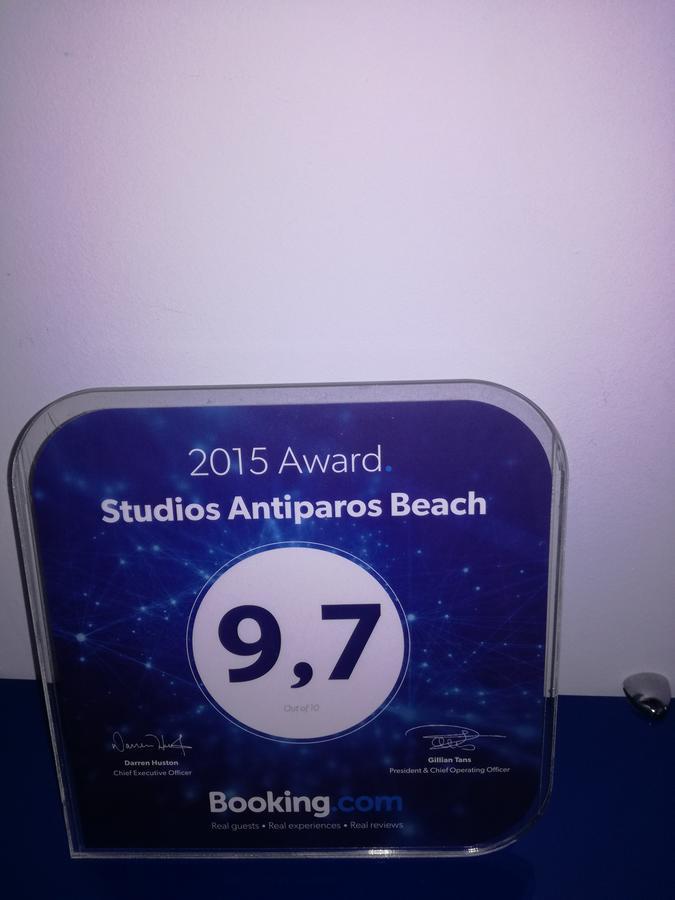 2015 Award.
Studios Antiparos Beach
9,7
Out of 10
Darren Huston
Chief Executive Officer
Gillian Tans
President & Chief Operating Officer
Booking.com
Real guests • Real experiences • Real reviews